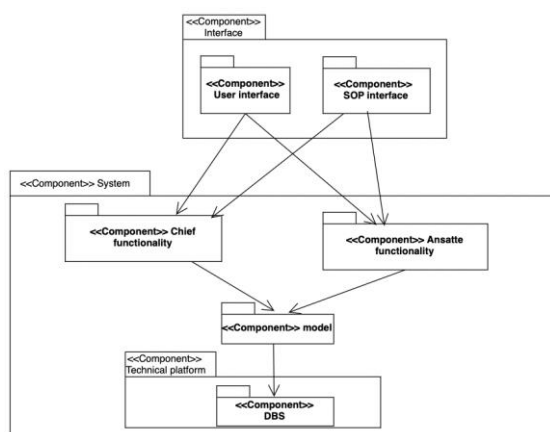 <<Component>>
Interface
<<Component>>
User interface
<<Component>>
SOP interface
<<Component>> System
<<Component>> Chief
functionality
<<Component>> Ansatte
functionality
<<Component>> model
<<Component>>
Technical platform
<<Component>>
DBS